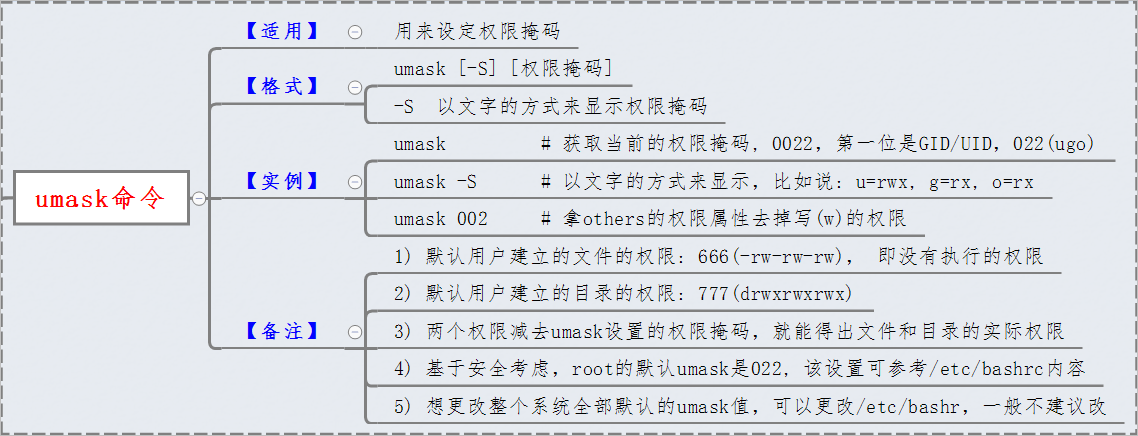 umask命令
【适用】
用来设定权限掩码
【格式】
umask [-S] [权限掩码]
-S 以文字的方式来显示权限掩码
【实例】
umask # 获取当前的权限掩码, 0022, 第一位是GID/UID, 022(ugo)
umask -S # 以文字的方式来显示, 比如说: u=rwx, g=rx, o=rx
umask 002 # 拿others的权限属性去掉写(w)的权限
【备注】
1) 默认用户建立的文件的权限: 666(-rw-rw-rw), 即没有执行的权限
2) 默认用户建立的目录的权限: 777(drwxrwxrwx)
3) 两个权限减去umask设置的权限掩码, 就能得出文件和目录的实际权限
4) 基于安全考虑, root的默认umask是022, 该设置可参考/etc/bashrc内容
5) 想更改整个系统全部默认的umask值, 可以更改/etc/bashr, 一般不建议改